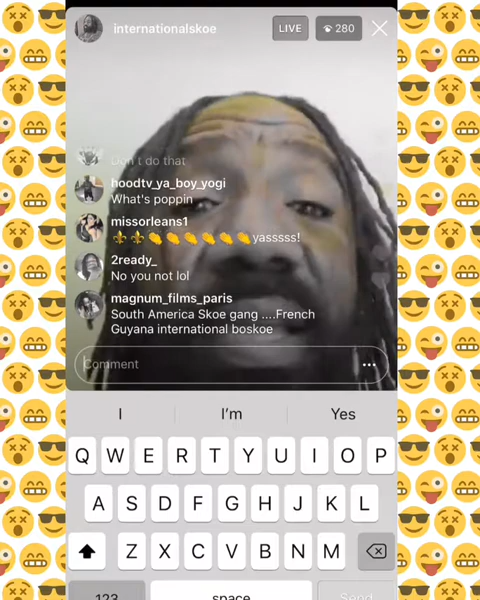 internationalskoe
LIVE
280
Don't do that
hoodtv_ya_boy_yogi
What's poppin
missorleans1
⚜⚜👏👏👏👏👏👏yasssss!
2ready_
No you not lol
magnum_films_paris
South America Skoe gang ....French
Guyana international boskoe
Comment
I I'm Yes
Q W E R T Y U I O P
A S D F G H J K L
Z X C V B N M
123 space Send